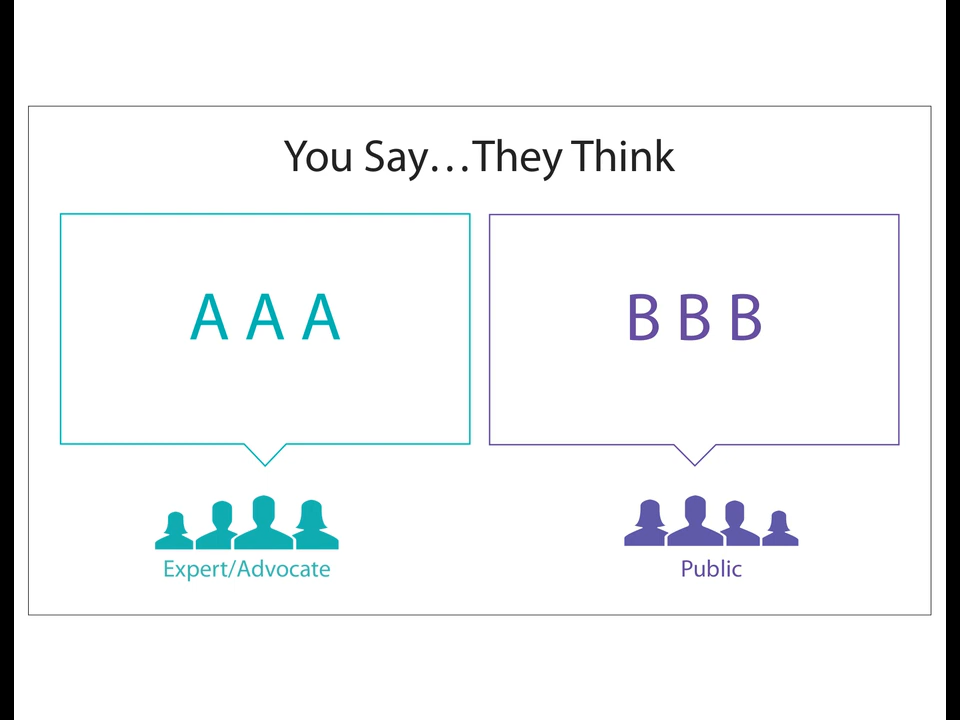 You Say…They Think
A A A
B B B
Expert/Advocate
Public